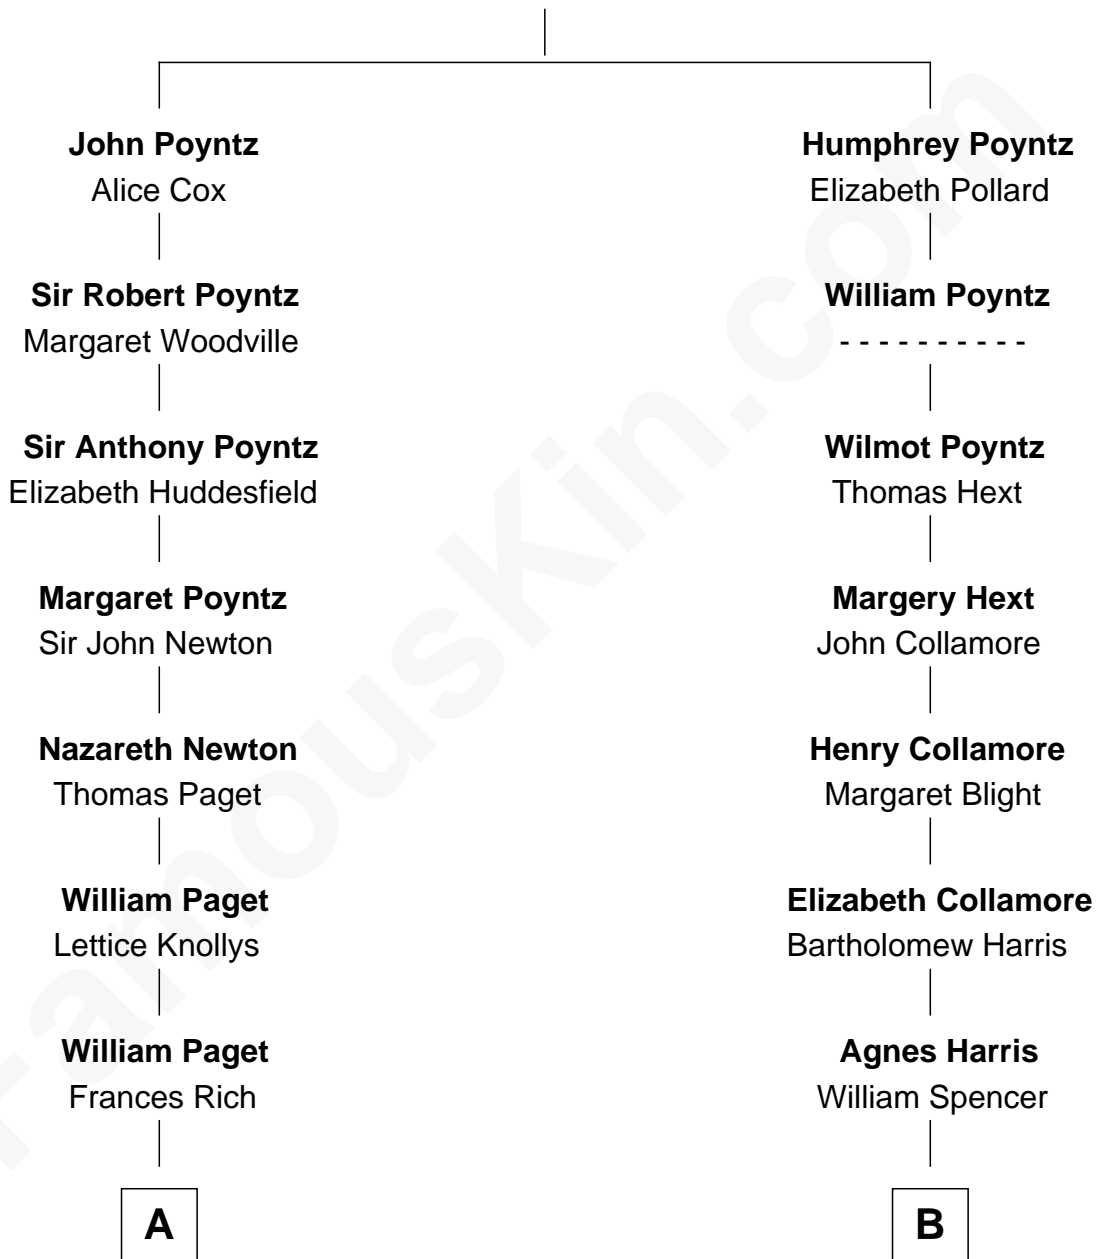 John Poyntz
Alice Cox
Sir Robert Poyntz
Margaret Woodville
Sir Anthony Poyntz
Elizabeth Huddesfield
Margaret Poyntz
Sir John Newton
Nazareth Newton
Thomas Paget
William Paget
Lettice Knollys
William Paget
Frances Rich
A
Humphrey Poyntz
Elizabeth Pollard
William Poyntz
- - - - - - - - - -
Wilmot Poyntz
Thomas Hext
Margery Hext
John Collamore
Henry Collamore
Margaret Blight
Elizabeth Collamore
Bartholomew Harris
Agnes Harris
William Spencer
B
FamousKin.com